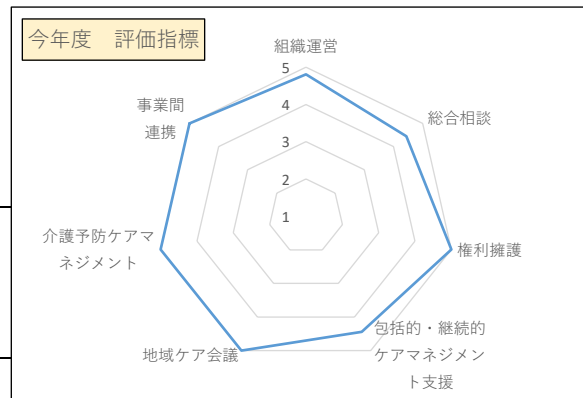 今年度　評価指標
組織運営
5
4
3
2
1
総合相談
権利擁護
包括的・継続的
ケアマネジメン
ト支援
地域ケア会議
介護予防ケアマ
ネジメント
事業間
連携